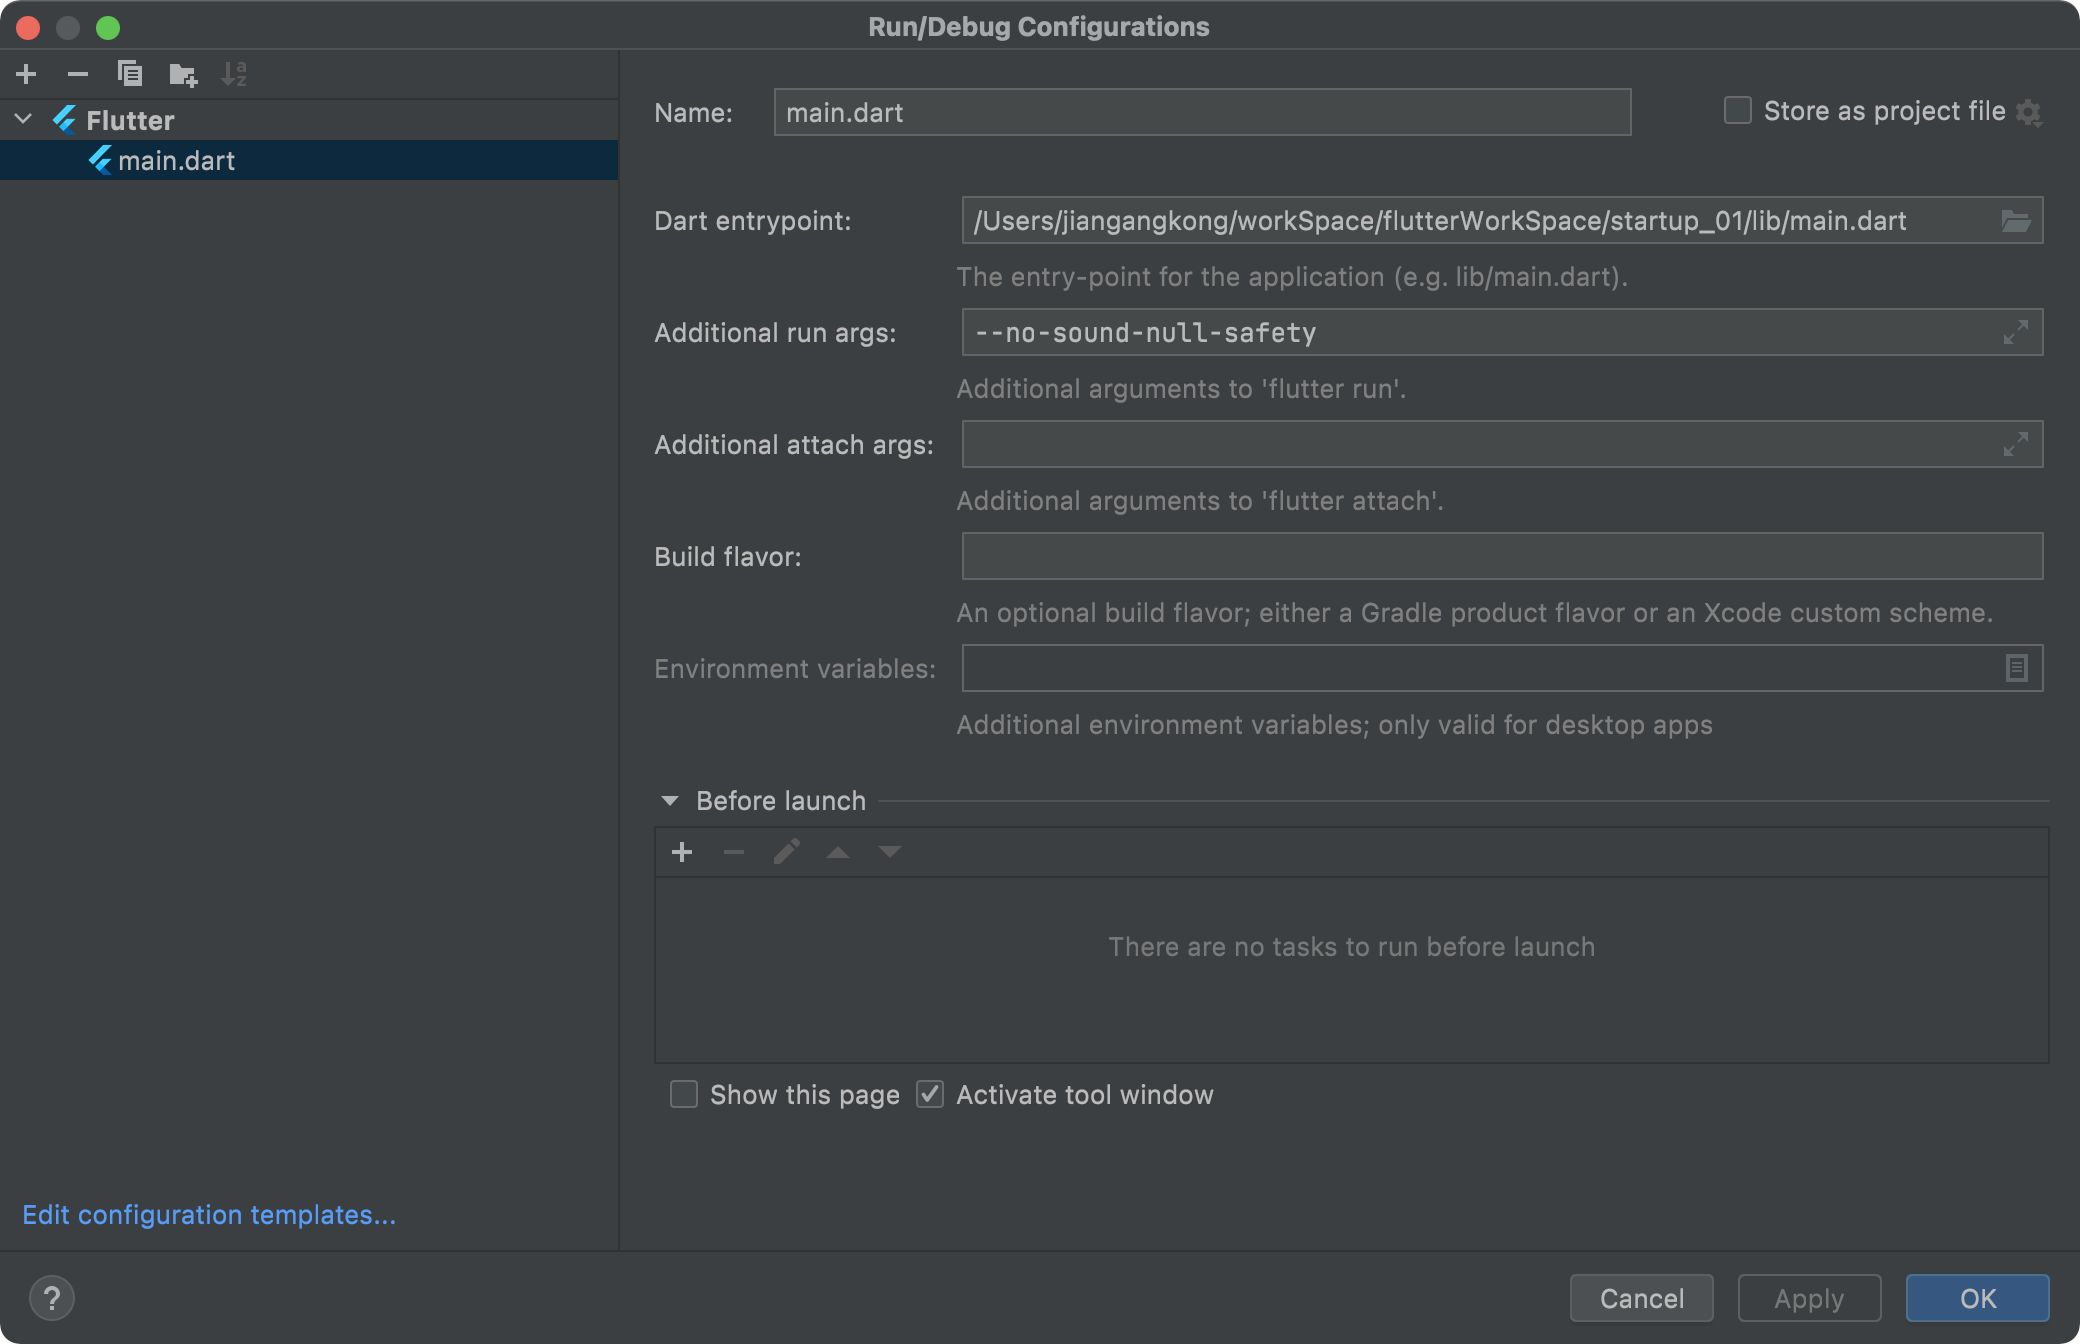 Run/Debug Configurations
Flutter
main.dart
Name: main.dart
Store as project file
Dart entrypoint: /Users/jiangangkong/workSpace/flutterWorkSpace/startup_01/lib/main.dart
The entry-point for the application (e.g. lib/main.dart).
Additional run args: --no-sound-null-safety
Additional arguments to 'flutter run'.
Additional attach args:
Additional arguments to 'flutter attach'.
Build flavor:
An optional build flavor; either a Gradle product flavor or an Xcode custom scheme.
Environment variables:
Additional environment variables; only valid for desktop apps
Before launch
There are no tasks to run before launch
Show this page
Activate tool window
Edit configuration templates...
?
Cancel
Apply
OK